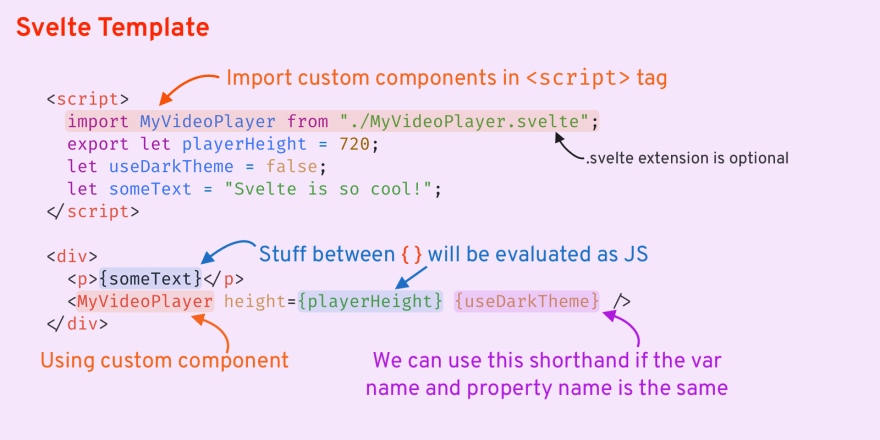 Svelte Template
Import custom components in <script> tag
<script>
import MyVideoPlayer from "./MyVideoPlayer.svelte";
export let playerHeight = 720;
.svelte extension is optional
let useDarkTheme = false;
let someText = "Svelte is so cool!";
</script>
<div>
Stuff between { } will be evaluated as JS
<p>{someText}</p>
<MyVideoPlayer height={playerHeight} {useDarkTheme} />
</div>
Using custom component
We can use this shorthand if the var
name and property name is the same